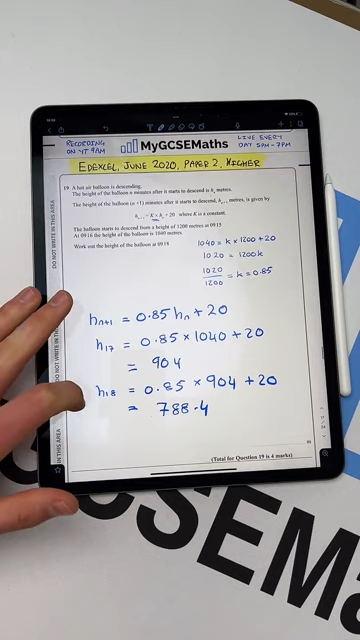 RECORDING
ON YT 9AM
MyGCSEMaths
LIVE EVERY
DAY 5PM - 7PM
EDEXCEL, JUNE 2020, PAPER 2, HIGHER
DO NOT WRITE IN THIS AREA
19 A hot air balloon is descending.
The height of the balloon n minutes after it starts to descend is hn metres.
The height of the balloon (n +1) minutes after it starts to descend, hn+1 metres, is given by
hn+1 = K × hn + 20 where K is a constant.
The balloon starts to descend from a height of 1200 metres at 09 15
At 09 16 the height of the balloon is 1040 metres
Work out the height of the balloon at 09 18
1040 = K × 1200 + 20
1020 = 1200K
1020/1200 = K = 0.85
hn+1 = 0.85 hn + 20
h17 = 0.85 × 1040 + 20
= 904
h18 = 0.85 × 904 + 20
= 788.4
(Total for Question 19 is 4 marks)